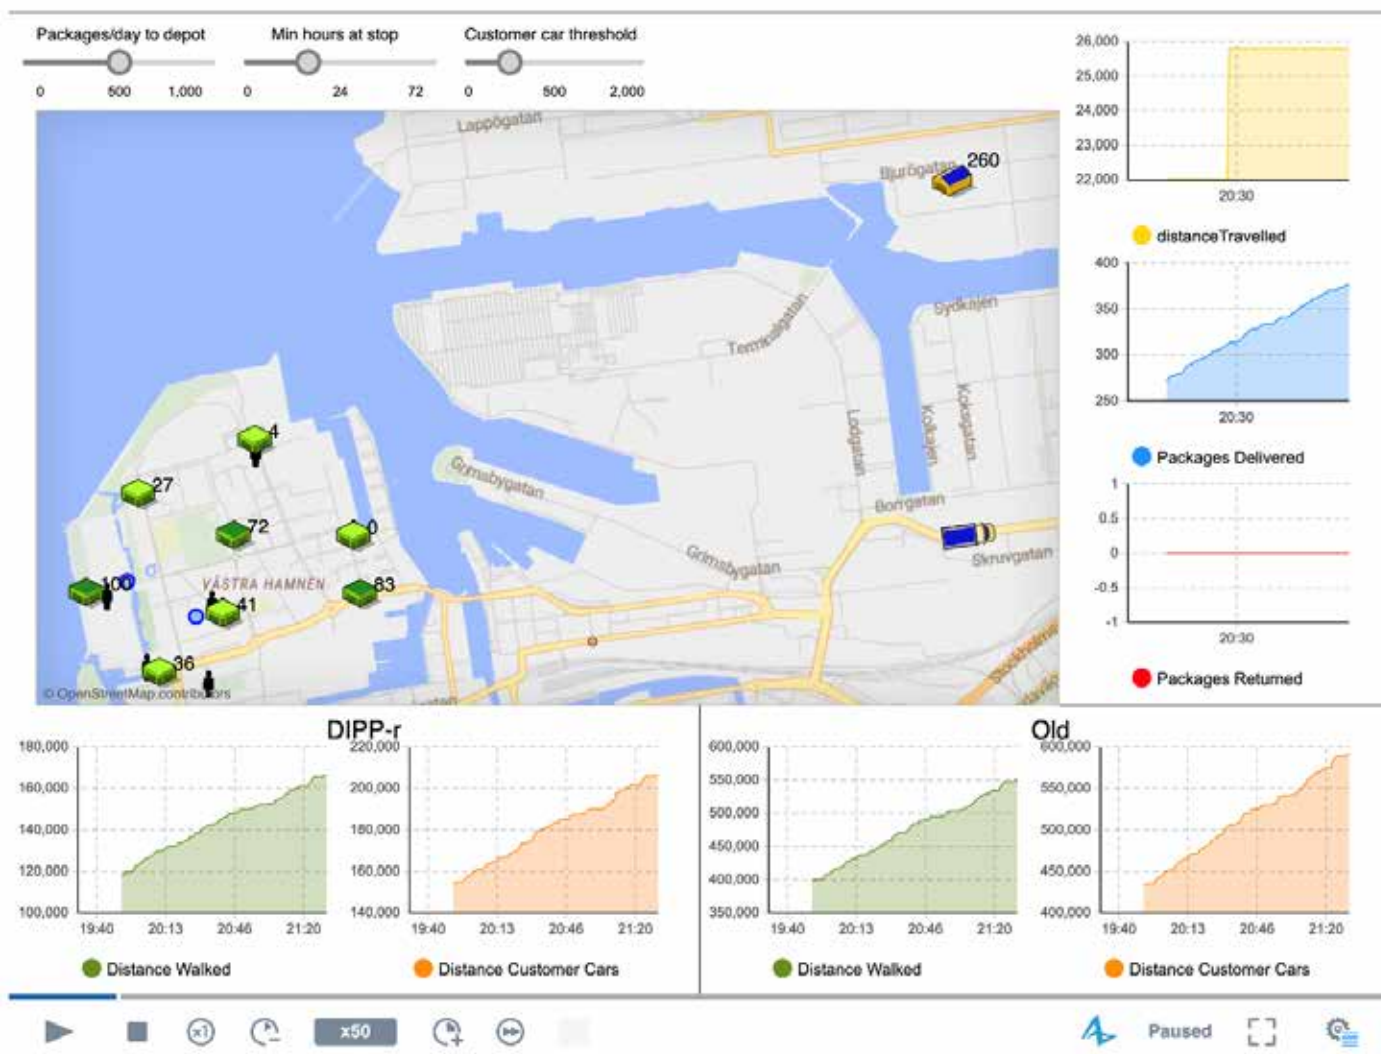 Packages/day to depot
Min hours at stop
Customer car threshold
0 500 1,000
0 24 72
0 500 2,000
26,000
25,000
24,000
23,000
22,000
20:30
distanceTravelled
400
350
300
250
20:30
Packages Delivered
1
0.5
0
-0.5
-1
20:30
Packages Returned
Lappögatan
Bjurögatan
260
Sydkajen
Terminalgatan
Lodgatan
Kolkajen
Koksgatan
Grimsbygatan
Borrgatan
Skruvgatan
Grimsbygatan
4
27
72
0
100
VÄSTRA HAMNEN
83
41
36
© OpenStreetMap contributors
DIPP-r
180,000
160,000
140,000
120,000
100,000
19:40 20:13 20:46 21:20
Distance Walked
220,000
200,000
180,000
160,000
140,000
19:40 20:13 20:46 21:20
Distance Customer Cars
Old
600,000
550,000
500,000
450,000
400,000
350,000
19:40 20:13 20:46 21:20
Distance Walked
600,000
550,000
500,000
450,000
400,000
19:40 20:13 20:46 21:20
Distance Customer Cars
x1
x50
Paused